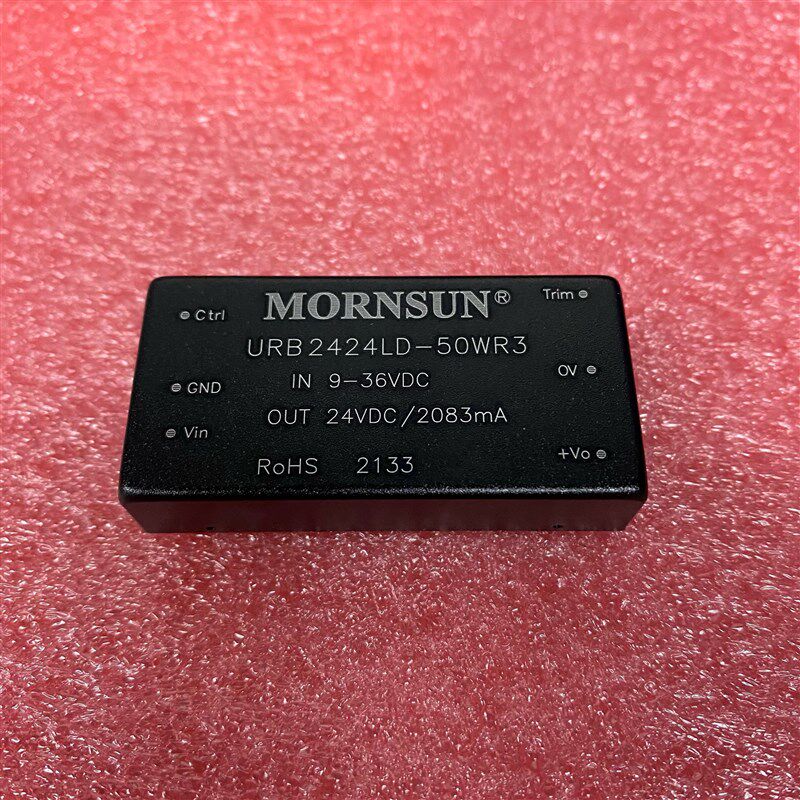 MORNSUN®
Trim
Ctrl
URB2424LD-50WR3
IN 9-36VDC
0V
GND
OUT 24VDC/2083mA
Vin
+Vo
RoHS 2133